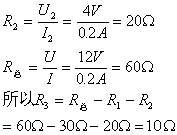 R₂ = U₂/I₂ = 4V/0.2A = 20Ω
R总 = U/I = 12V/0.2A = 60Ω
所以R₃ = R总 − R₁ − R₂
= 60Ω − 30Ω − 20Ω = 10Ω